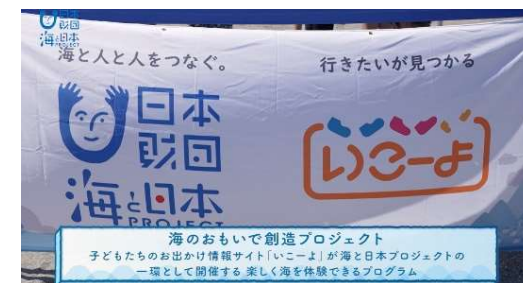 日本
財団
海と日本
海と人と人をつなぐ。
行きたいが見つかる
日本
財団
海と日本
PROJECT
いこーよ
海のおもいで創造プロジェクト
子どもたちのお出かけ情報サイト「いこーよ」が海と日本プロジェクトの
一環として開催する 楽しく海を体験できるプログラム